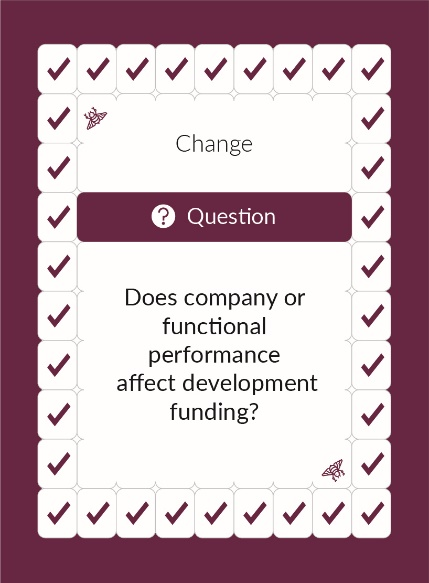 Change
? Question
Does company or
functional
performance
affect development
funding?